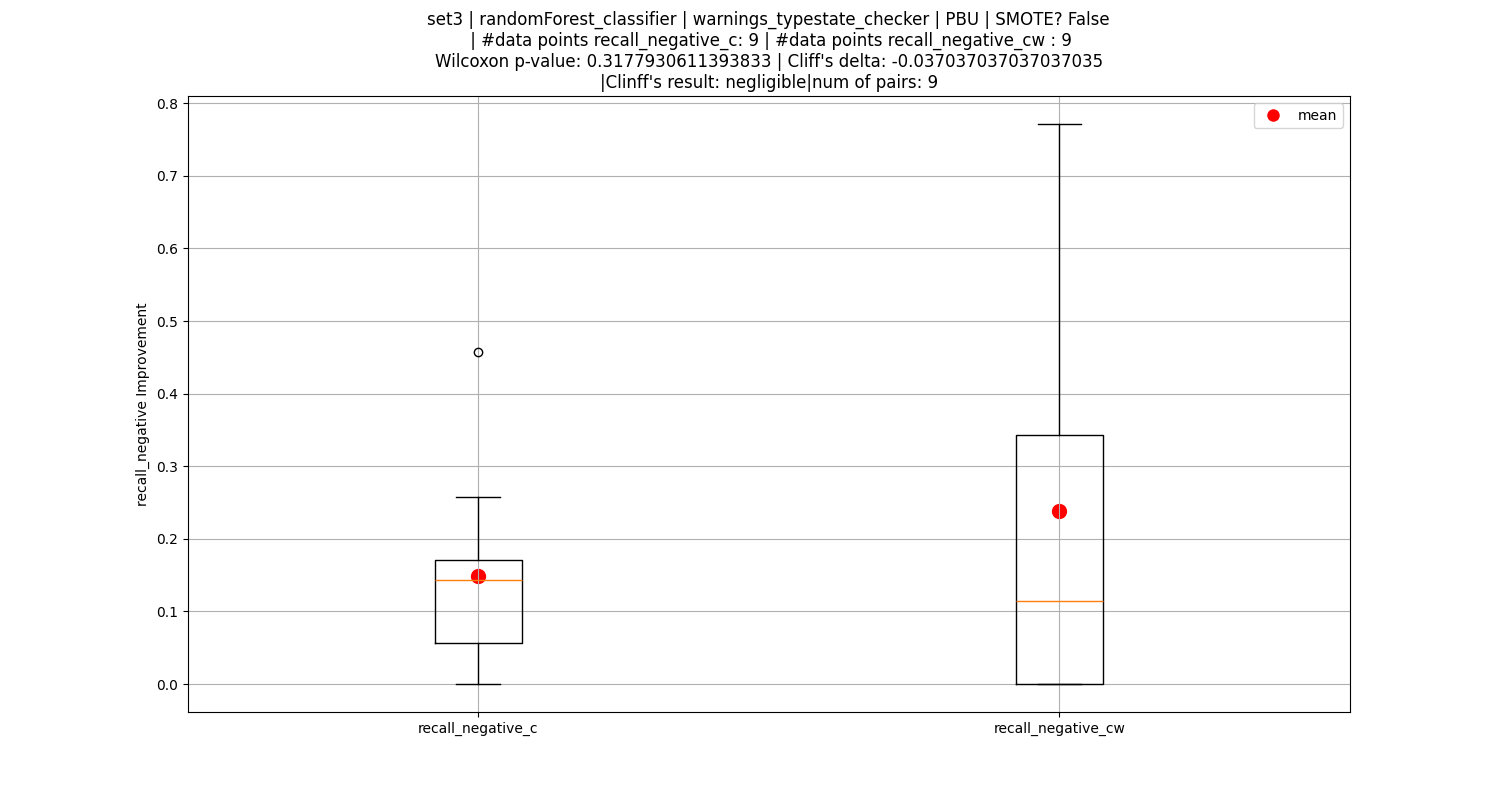 set3 | randomForest_classifier | warnings_typestate_checker | PBU | SMOTE? False
| #data points recall_negative_c: 9 | #data points recall_negative_cw : 9
Wilcoxon p-value: 0.3177930611393833 | Cliff's delta: -0.037037037037037035
|Clinff's result: negligible|num of pairs: 9
mean
0.8
0.7
0.6
0.5
0.4
0.3
0.2
0.1
0.0
recall_negative Improvement
recall_negative_c
recall_negative_cw